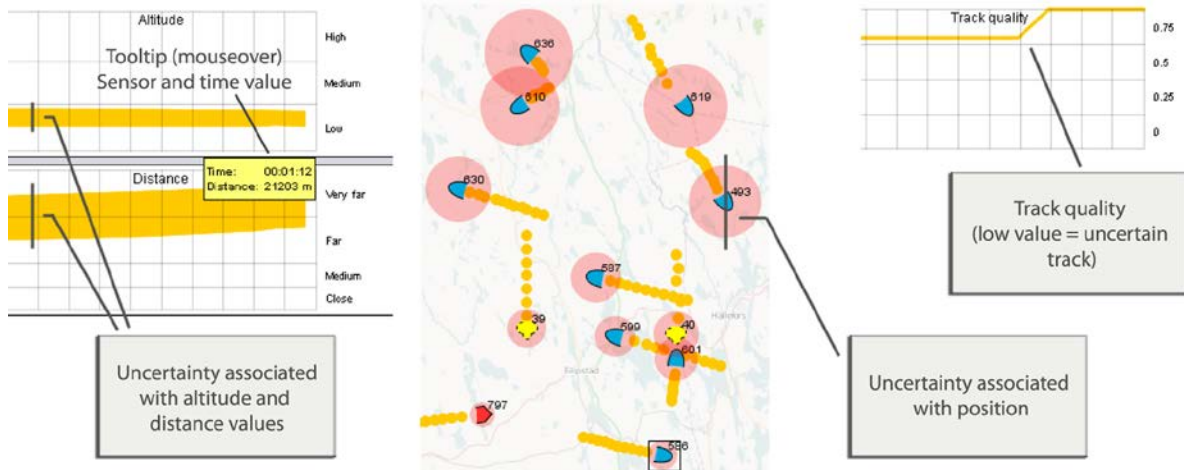 Altitude
High
Tooltip (mouseover)
Sensor and time value
Medium
Low
Time: 00:01:12
Distance: 21203 m
Distance
Very far
Far
Medium
Close
Uncertainty associated
with altitude and
distance values
636
610
619
630
493
587
39
40
599
601
797
586
Hällefors
Uncertainty associated
with position
Track quality
0.75
0.5
0.25
0
Track quality
(low value = uncertain
track)